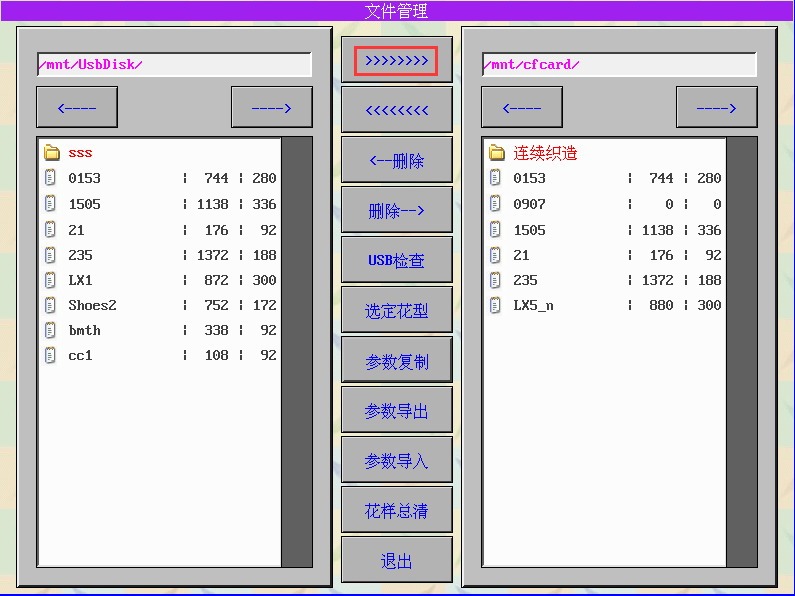 文件管理
/mnt/UsbDisk/
<---- ---->
sss
0153 ¦ 744 ¦ 280
1505 ¦ 1138 ¦ 336
21 ¦ 176 ¦ 92
235 ¦ 1372 ¦ 188
LX1 ¦ 872 ¦ 300
Shoes2 ¦ 752 ¦ 172
bmth ¦ 338 ¦ 92
cc1 ¦ 108 ¦ 92
>>>>>>>>
<<<<<<<<
<--删除
删除-->
USB检查
选定花型
参数复制
参数导出
参数导入
花样总清
退出
/mnt/cfcard/
<---- ---->
连续织造
0153 ¦ 744 ¦ 280
0907 ¦ 0 ¦ 0
1505 ¦ 1138 ¦ 336
21 ¦ 176 ¦ 92
235 ¦ 1372 ¦ 188
LX5_n ¦ 880 ¦ 300